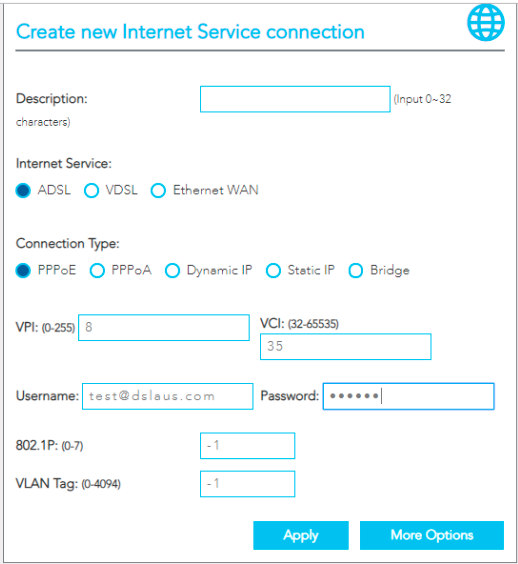 Create new Internet Service connection
Description: (Input 0~32
characters)
Internet Service:
ADSL VDSL Ethernet WAN
Connection Type:
PPPoE PPPoA Dynamic IP Static IP Bridge
VPI: (0-255) 8 VCI: (32-65535)
35
Username: test@dslaus.com Password: ••••••
802.1P: (0-7) -1
VLAN Tag: (0-4094) -1
Apply More Options